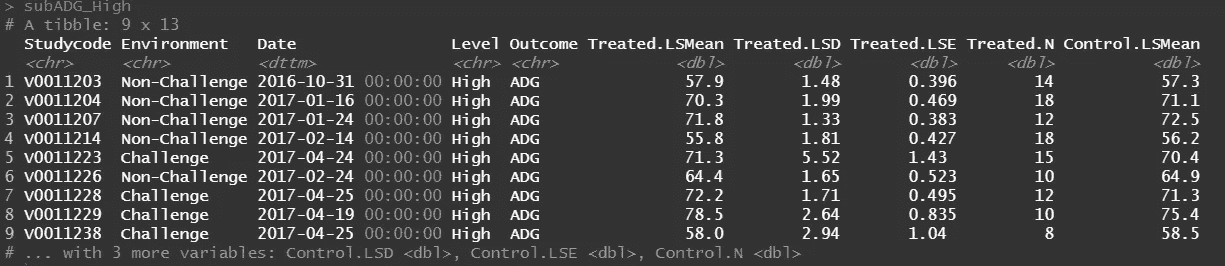 > subADG_High
# A tibble: 9 x 13
Studycode Environment Date Level Outcome Treated.LSMean Treated.LSD Treated.LSE Treated.N Control.LSMean
<chr> <chr> <dttm> <chr> <chr> <dbl> <dbl> <dbl> <dbl> <dbl>
1 V0011203 Non-Challenge 2016-10-31 00:00:00 High ADG 57.9 1.48 0.396 14 57.3
2 V0011204 Non-Challenge 2017-01-16 00:00:00 High ADG 70.3 1.99 0.469 18 71.1
3 V0011207 Non-Challenge 2017-01-24 00:00:00 High ADG 71.8 1.33 0.383 12 72.5
4 V0011214 Non-Challenge 2017-02-14 00:00:00 High ADG 55.8 1.81 0.427 18 56.2
5 V0011223 Challenge 2017-04-24 00:00:00 High ADG 71.3 5.52 1.43 15 70.4
6 V0011226 Non-Challenge 2017-02-24 00:00:00 High ADG 64.4 1.65 0.523 10 64.9
7 V0011228 Challenge 2017-04-25 00:00:00 High ADG 72.2 1.71 0.495 12 71.3
8 V0011229 Challenge 2017-04-19 00:00:00 High ADG 78.5 2.64 0.835 10 75.4
9 V0011238 Challenge 2017-04-25 00:00:00 High ADG 58.0 2.94 1.04 8 58.5
# ... with 3 more variables: Control.LSD <dbl>, Control.LSE <dbl>, Control.N <dbl>